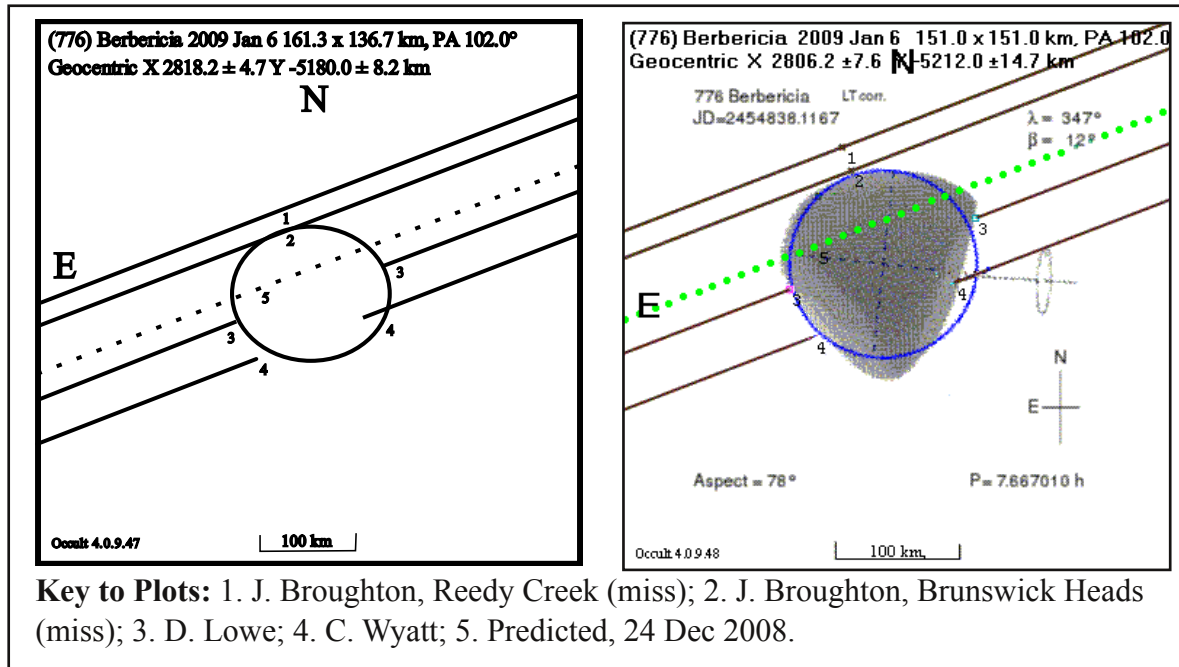 (776) Berbericia 2009 Jan 6 161.3 x 136.7 km, PA 102.0°
Geocentric X 2818.2 ± 4.7 Y -5180.0 ± 8.2 km
N
E
1
2
3
5
3
4
4
Occult 4.0.9.47
100 km
(776) Berbericia 2009 Jan 6 151.0 x 151.0 km, PA 102.0
Geocentric X 2806.2 ±7.6 -5212.0 ±14.7 km
N
776 Berbericia LT corr.
JD=2454838.1167
λ = 347°
β = 12°
1
2
3
5
4
3
4
E
N
E
Aspect = 78°
P= 7.667010 h
Occult 4.0.9.48
100 km,
Key to Plots: 1. J. Broughton, Reedy Creek (miss); 2. J. Broughton, Brunswick Heads
(miss); 3. D. Lowe; 4. C. Wyatt; 5. Predicted, 24 Dec 2008.